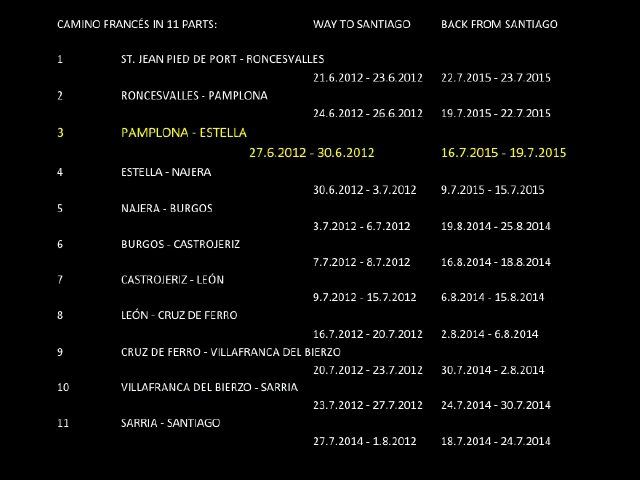 CAMINO FRANCÉS IN 11 PARTS: WAY TO SANTIAGO BACK FROM SANTIAGO
1 ST. JEAN PIED DE PORT - RONCESVALLES
21.6.2012 - 23.6.2012 22.7.2015 - 23.7.2015
2 RONCESVALLES - PAMPLONA
24.6.2012 - 26.6.2012 19.7.2015 - 22.7.2015
3 PAMPLONA - ESTELLA
27.6.2012 - 30.6.2012 16.7.2015 - 19.7.2015
4 ESTELLA - NAJERA
30.6.2012 - 3.7.2012 9.7.2015 - 15.7.2015
5 NAJERA - BURGOS
3.7.2012 - 6.7.2012 19.8.2014 - 25.8.2014
6 BURGOS - CASTROJERIZ
7.7.2012 - 8.7.2012 16.8.2014 - 18.8.2014
7 CASTROJERIZ - LEÓN
9.7.2012 - 15.7.2012 6.8.2014 - 15.8.2014
8 LEÓN - CRUZ DE FERRO
16.7.2012 - 20.7.2012 2.8.2014 - 6.8.2014
9 CRUZ DE FERRO - VILLAFRANCA DEL BIERZO
20.7.2012 - 23.7.2012 30.7.2014 - 2.8.2014
10 VILLAFRANCA DEL BIERZO - SARRIA
23.7.2012 - 27.7.2012 24.7.2014 - 30.7.2014
11 SARRIA - SANTIAGO
27.7.2014 - 1.8.2012 18.7.2014 - 24.7.2014